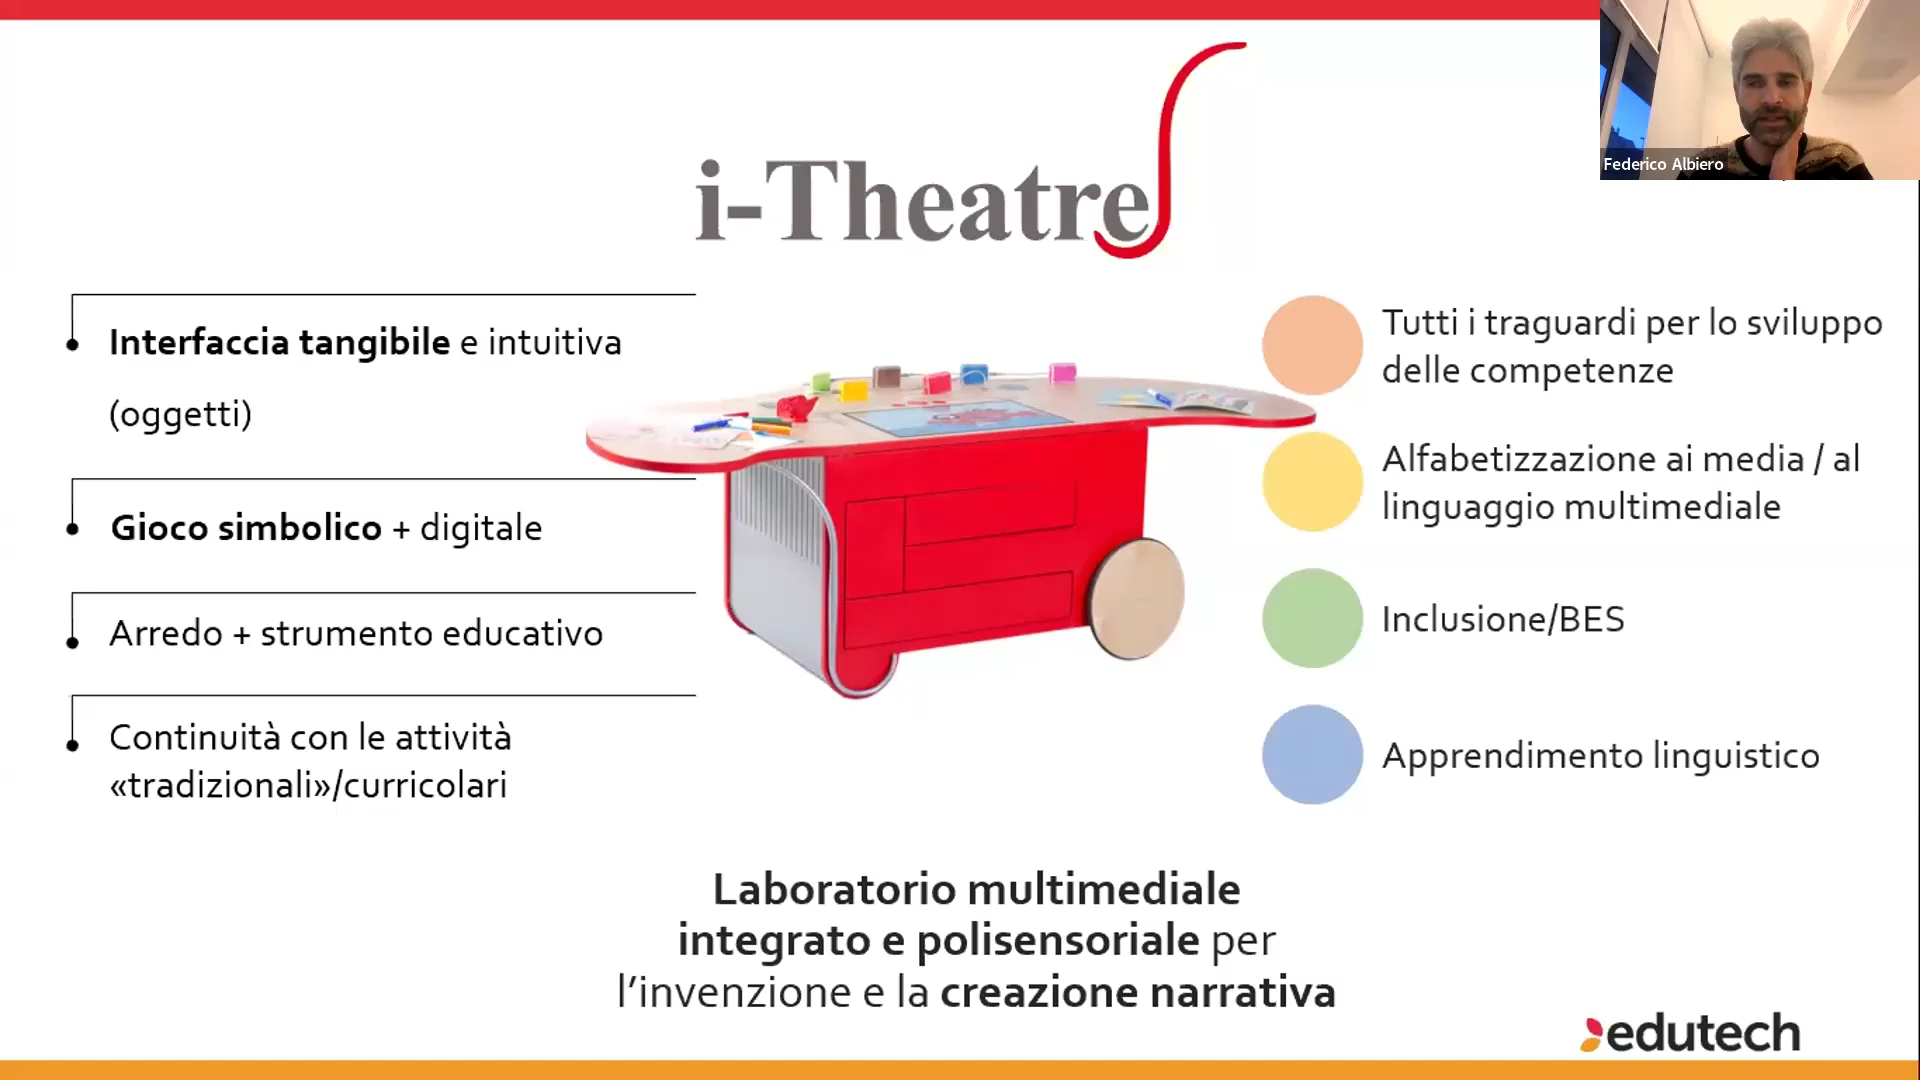 Federico Albiero
i-Theatre
Interfaccia tangibile e intuitiva
(oggetti)
Gioco simbolico + digitale
Arredo + strumento educativo
Continuità con le attività
«tradizionali»/curricolari
Tutti i traguardi per lo sviluppo
delle competenze
Alfabetizzazione ai media / al
linguaggio multimediale
Inclusione/BES
Apprendimento linguistico
Laboratorio multimediale
integrato e polisensoriale per
l’invenzione e la creazione narrativa
edutech